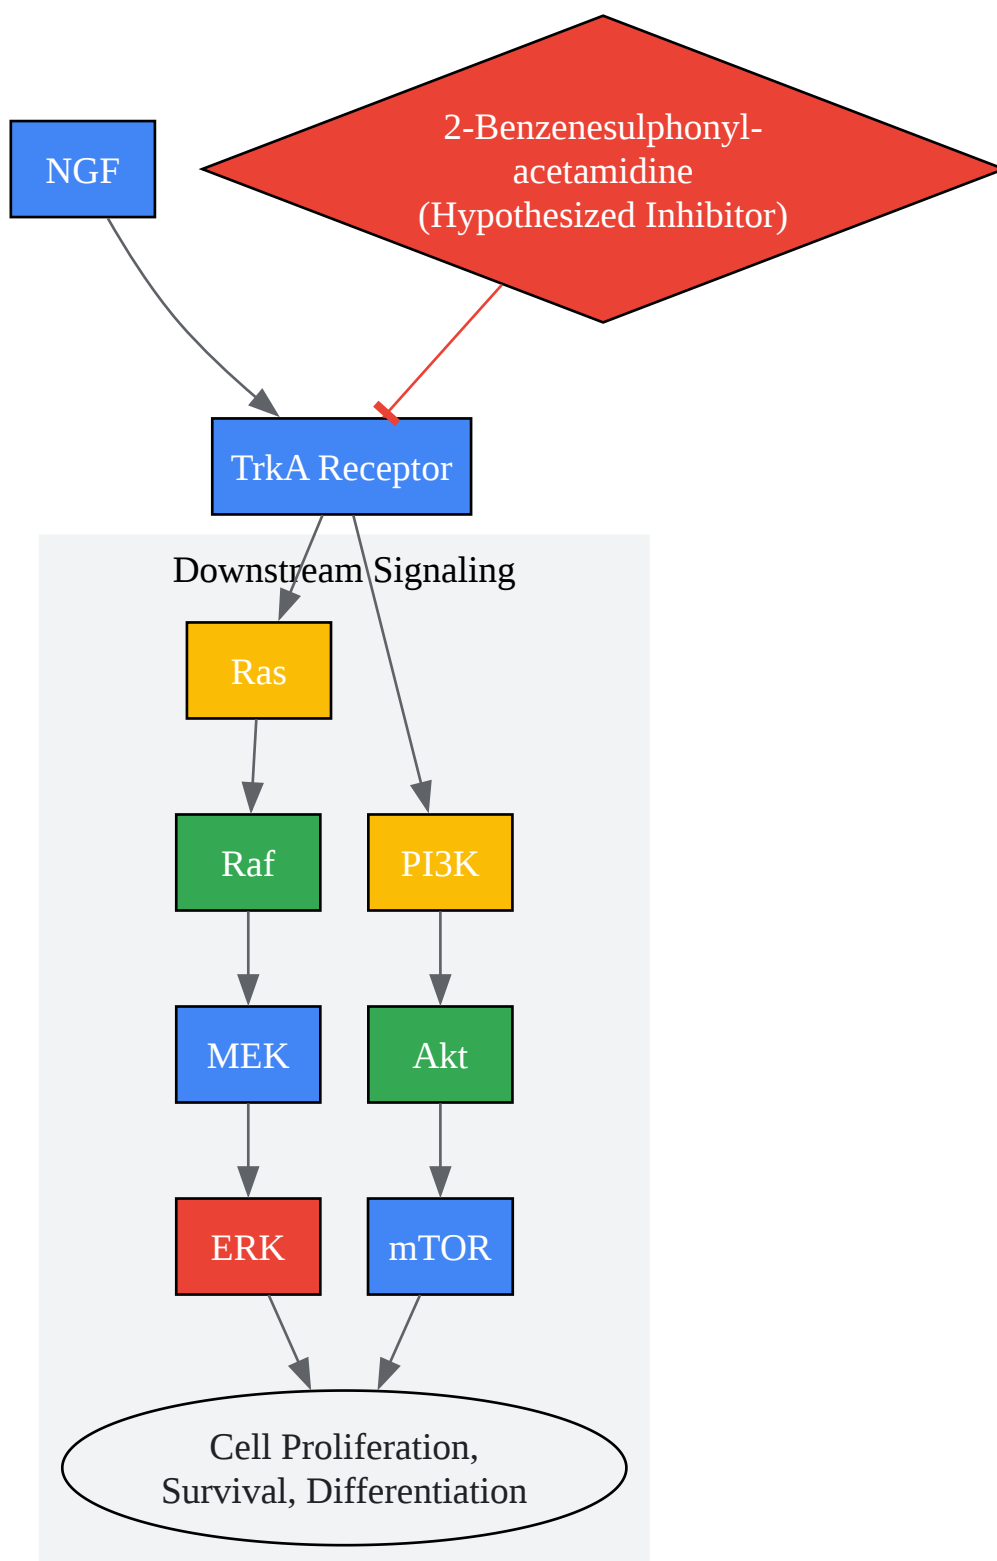 NGF
2-Benzenesulphonyl-
acetamidine
(Hypothesized Inhibitor)
TrkA Receptor
Downstream Signaling
Ras
Raf
PI3K
MEK
Akt
ERK
mTOR
Cell Proliferation,
Survival, Differentiation